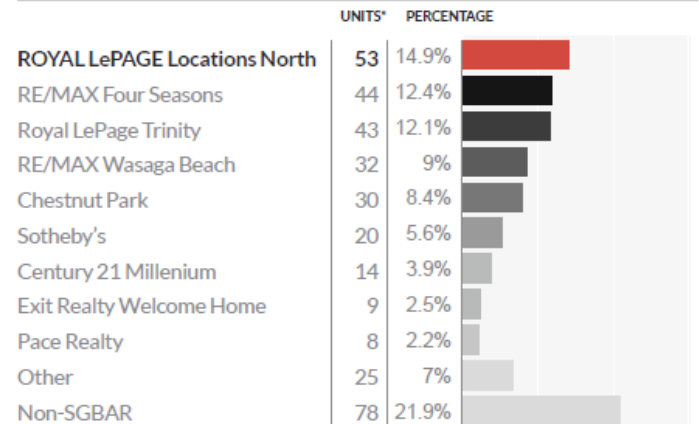 UNITS* PERCENTAGE
ROYAL LePAGE Locations North 53 14.9%
RE/MAX Four Seasons 44 12.4%
Royal LePage Trinity 43 12.1%
RE/MAX Wasaga Beach 32 9%
Chestnut Park 30 8.4%
Sotheby's 20 5.6%
Century 21 Millenium 14 3.9%
Exit Realty Welcome Home 9 2.5%
Pace Realty 8 2.2%
Other 25 7%
Non-SGBAR 78 21.9%